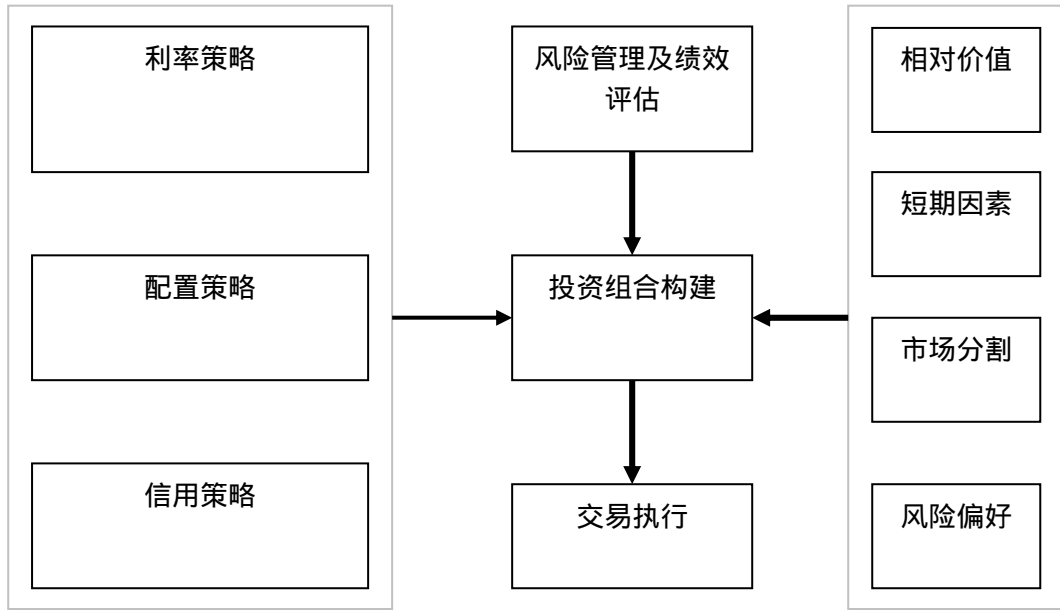 利率策略
配置策略
信用策略
风险管理及绩效
评估
投资组合构建
交易执行
相对价值
短期因素
市场分割
风险偏好